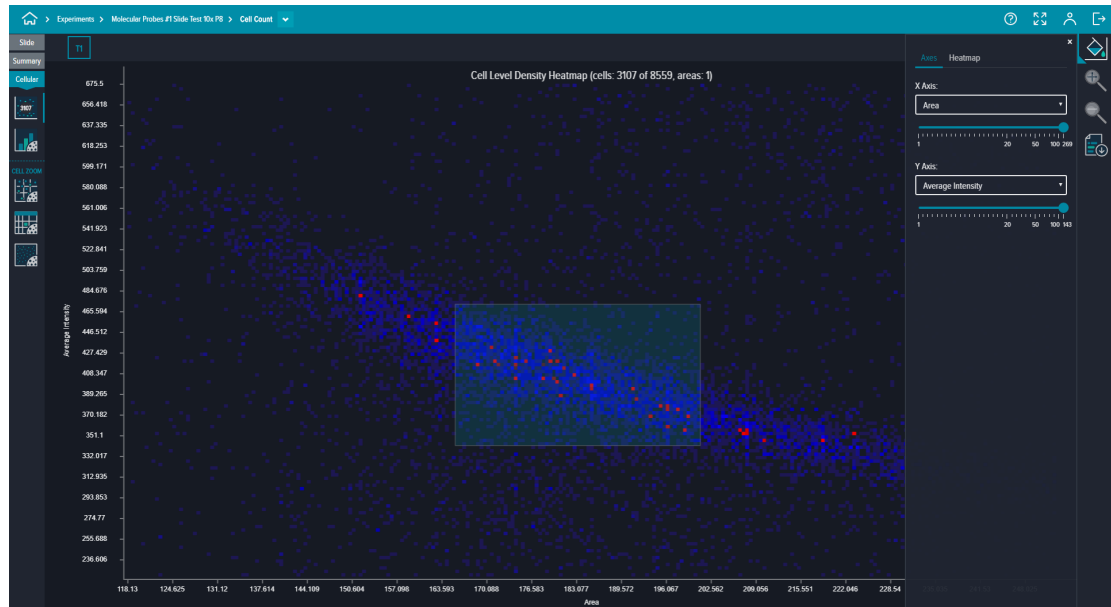 Experiments > Molecular Probes #1 Slide Test 10x P8 > Cell Count
Slide
Summary
Cellular
3107
CELL ZOOM
T1
Cell Level Density Heatmap (cells: 3107 of 8559, areas: 1)
675.5
656.418
637.335
618.253
599.171
580.088
561.006
541.923
522.841
503.759
484.676
465.594
446.512
427.429
408.347
389.265
370.182
351.1
332.017
312.935
293.853
274.77
255.688
236.606
Average Intensity
118.13 124.625 131.12 137.614 144.109 150.604 157.098 163.593 170.088 176.583 183.077 189.572 196.067 202.562 209.056 215.551 222.046 228.54
Area
x
Axes Heatmap
X Axis:
Area
1 20 50 100 269
Y Axis:
Average Intensity
1 20 50 100 143